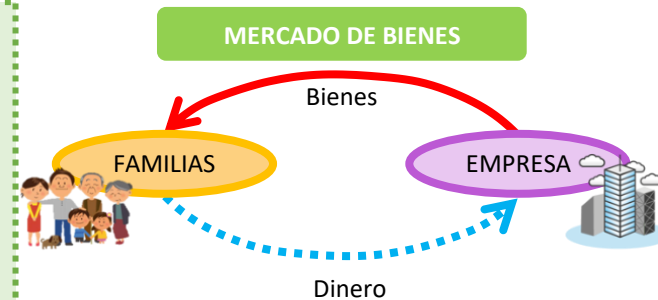 MERCADO DE BIENES
Bienes
FAMILIAS
EMPRESA
Dinero